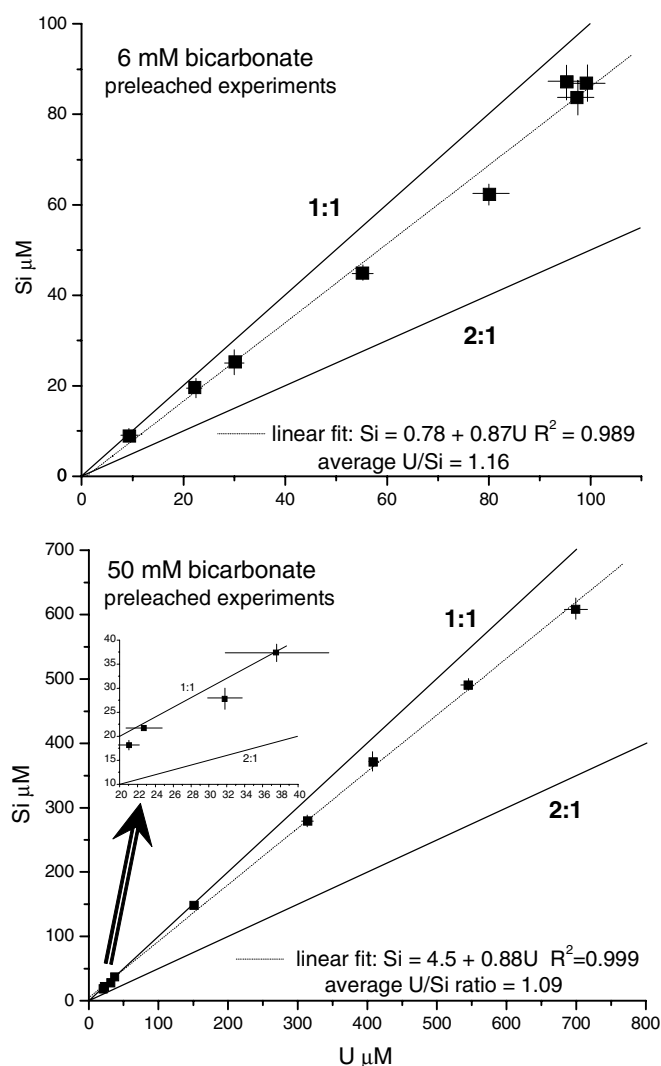 100
80
60
40
20
0
Si μM
6 mM bicarbonate
preleached experiments
1:1
2:1
linear fit: Si = 0.78 + 0.87U R² = 0.989
average U/Si = 1.16
0 20 40 60 80 100
700
600
500
400
300
200
100
0
Si μM
50 mM bicarbonate
preleached experiments
40
35
30
25
20
15
10
1:1
2:1
20 22 24 26 28 30 32 34 36 38 40
1:1
2:1
linear fit: Si = 4.5 + 0.88U R²=0.999
average U/Si ratio = 1.09
0 100 200 300 400 500 600 700 800
U μM